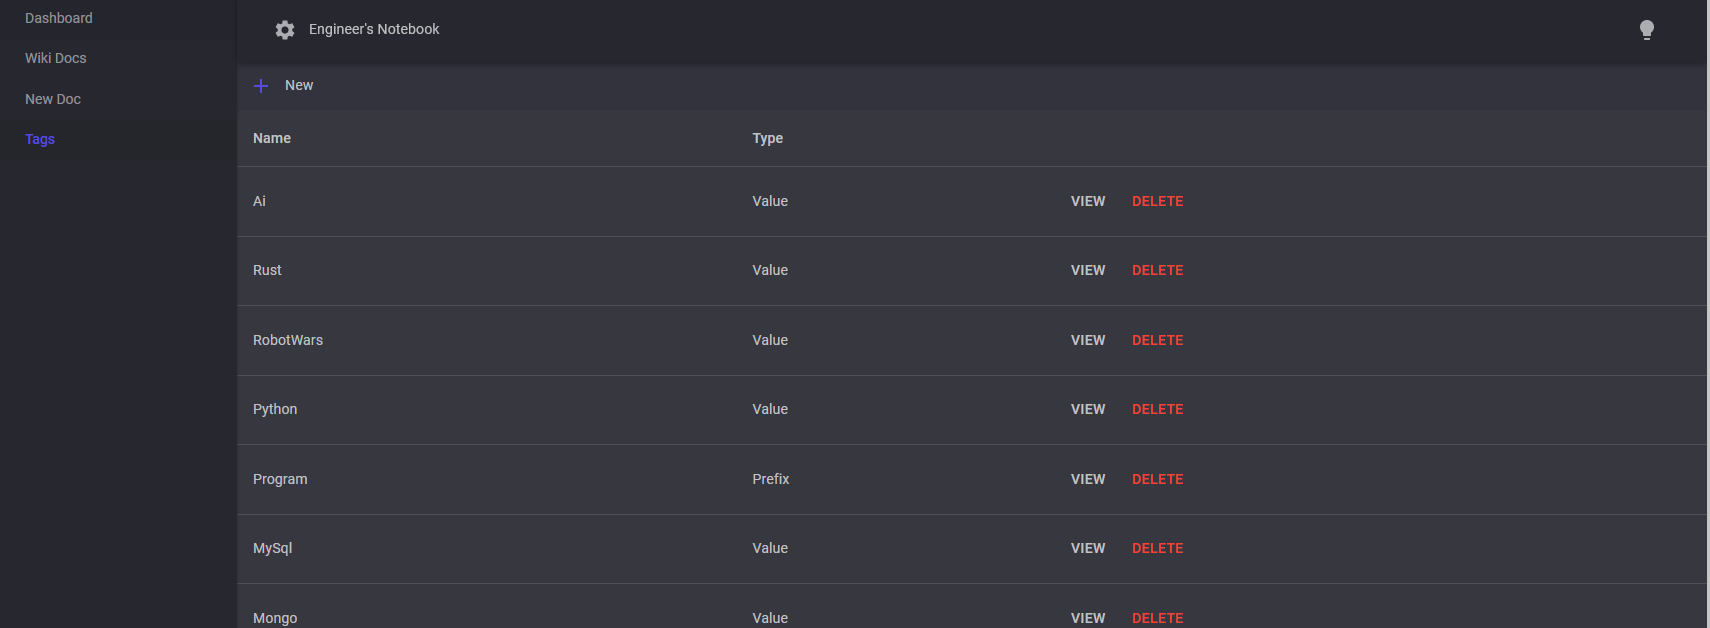 Dashboard
Wiki Docs
New Doc
Tags
Engineer's Notebook
New
Name Type
Ai Value VIEW DELETE
Rust Value VIEW DELETE
RobotWars Value VIEW DELETE
Python Value VIEW DELETE
Program Prefix VIEW DELETE
MySql Value VIEW DELETE
Mongo Value VIEW DELETE